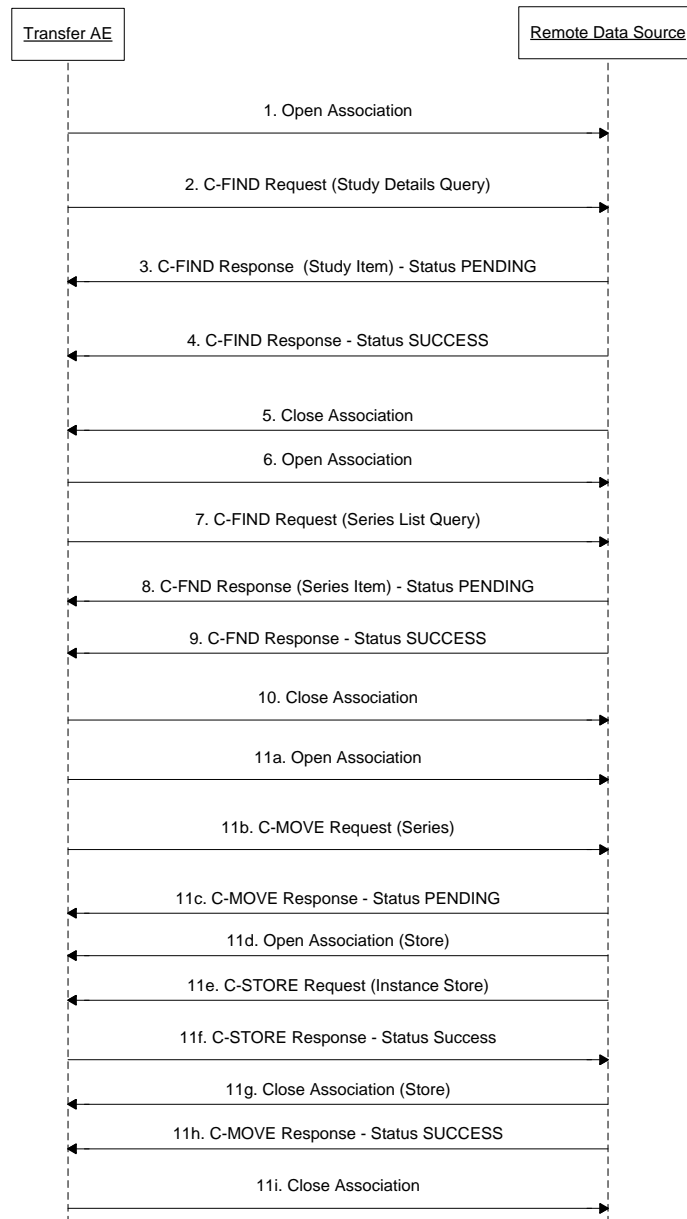 Transfer AE
Remote Data Source
1. Open Association
2. C-FIND Request (Study Details Query)
3. C-FIND Response (Study Item) - Status PENDING
4. C-FIND Response - Status SUCCESS
5. Close Association
6. Open Association
7. C-FIND Request (Series List Query)
8. C-FND Response (Series Item) - Status PENDING
9. C-FND Response - Status SUCCESS
10. Close Association
11a. Open Association
11b. C-MOVE Request (Series)
11c. C-MOVE Response - Status PENDING
11d. Open Association (Store)
11e. C-STORE Request (Instance Store)
11f. C-STORE Response - Status Success
11g. Close Association (Store)
11h. C-MOVE Response - Status SUCCESS
11i. Close Association